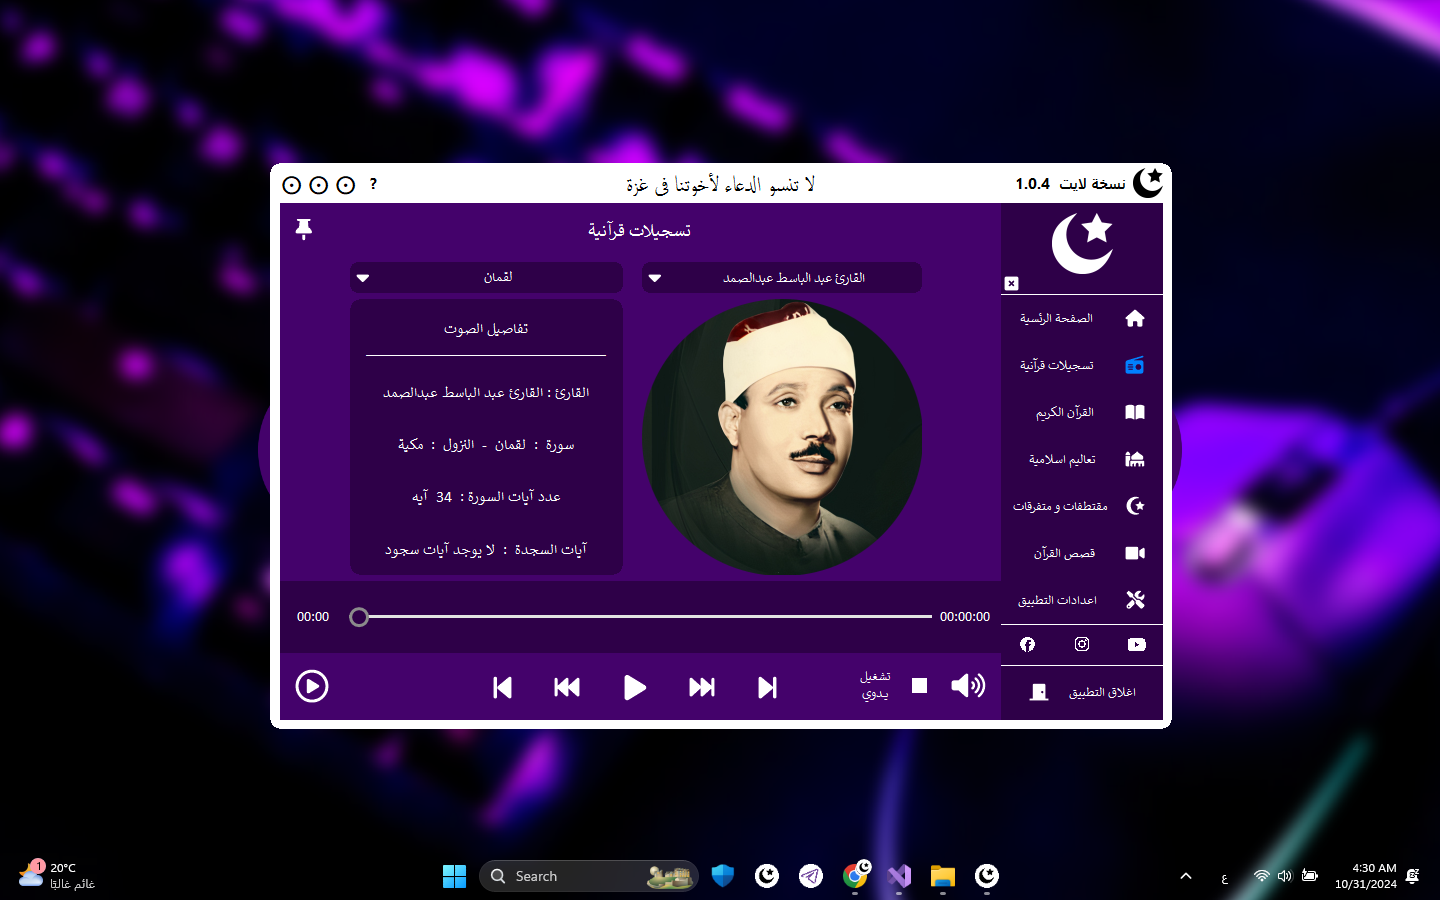 نسخة لايت 1.0.4
لا تنسو الدعاء لأخوتنا في غزة
?
تسجيلات قرآنية
القارئ عبد الباسط عبدالصمد
لقمان
تفاصيل الصوت
القارئ : القارئ عبد الباسط عبدالصمد
سورة : لقمان - النزول : مكية
عدد آيات السورة : 34 آيه
آيات السجدة : لا يوجد آيات سجود
الصفحة الرئسية
تسجيلات قرآنية
القرآن الكريم
تعاليم اسلامية
مقتطفات و متفرقات
قصص القرآن
اعدادات التطبيق
اغلاق التطبيق
00:00
00:00:00
تشغيل
يدوي
1
20°C
غائم غالبًا
Search
ع
4:30 AM
10/31/2024